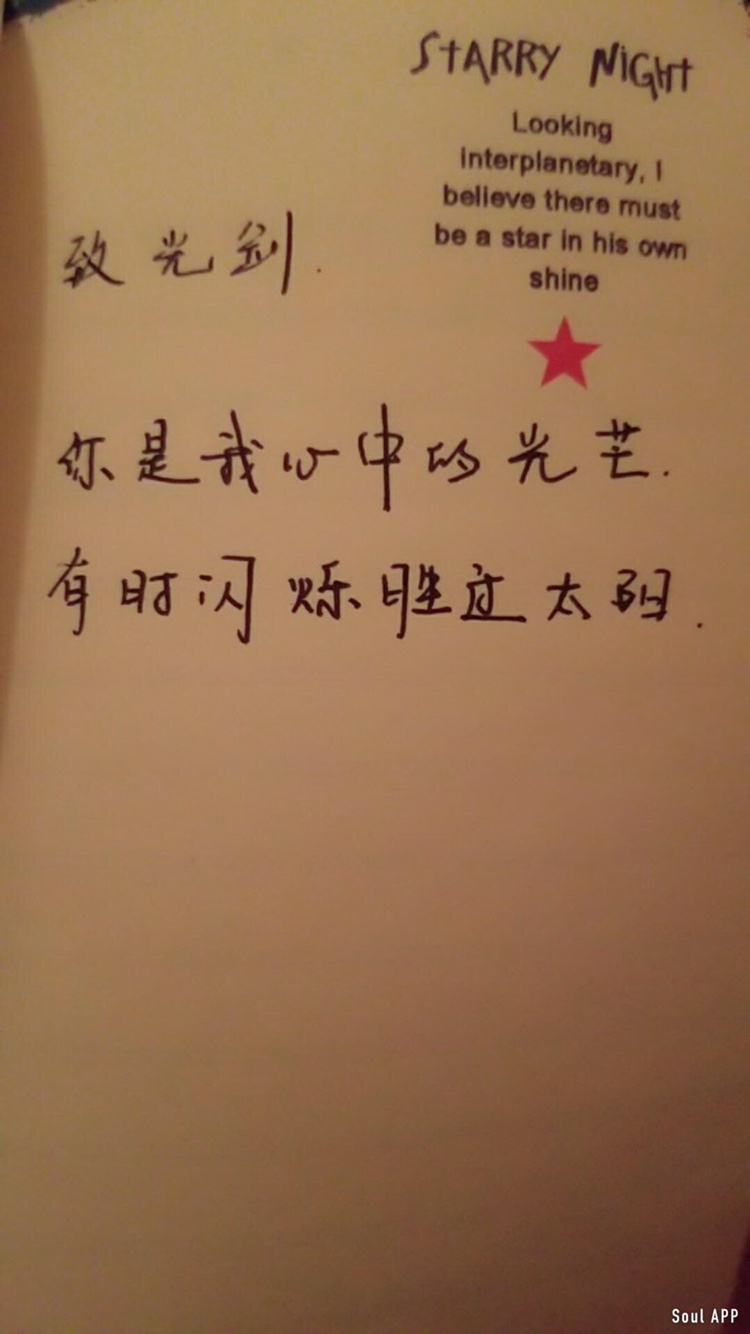 STARRY NIGHT
Looking
interplanetary, I
believe there must
be a star in his own
shine
致光剑.
你是我心中的光芒.
有时闪烁胜过太阳.
Soul APP